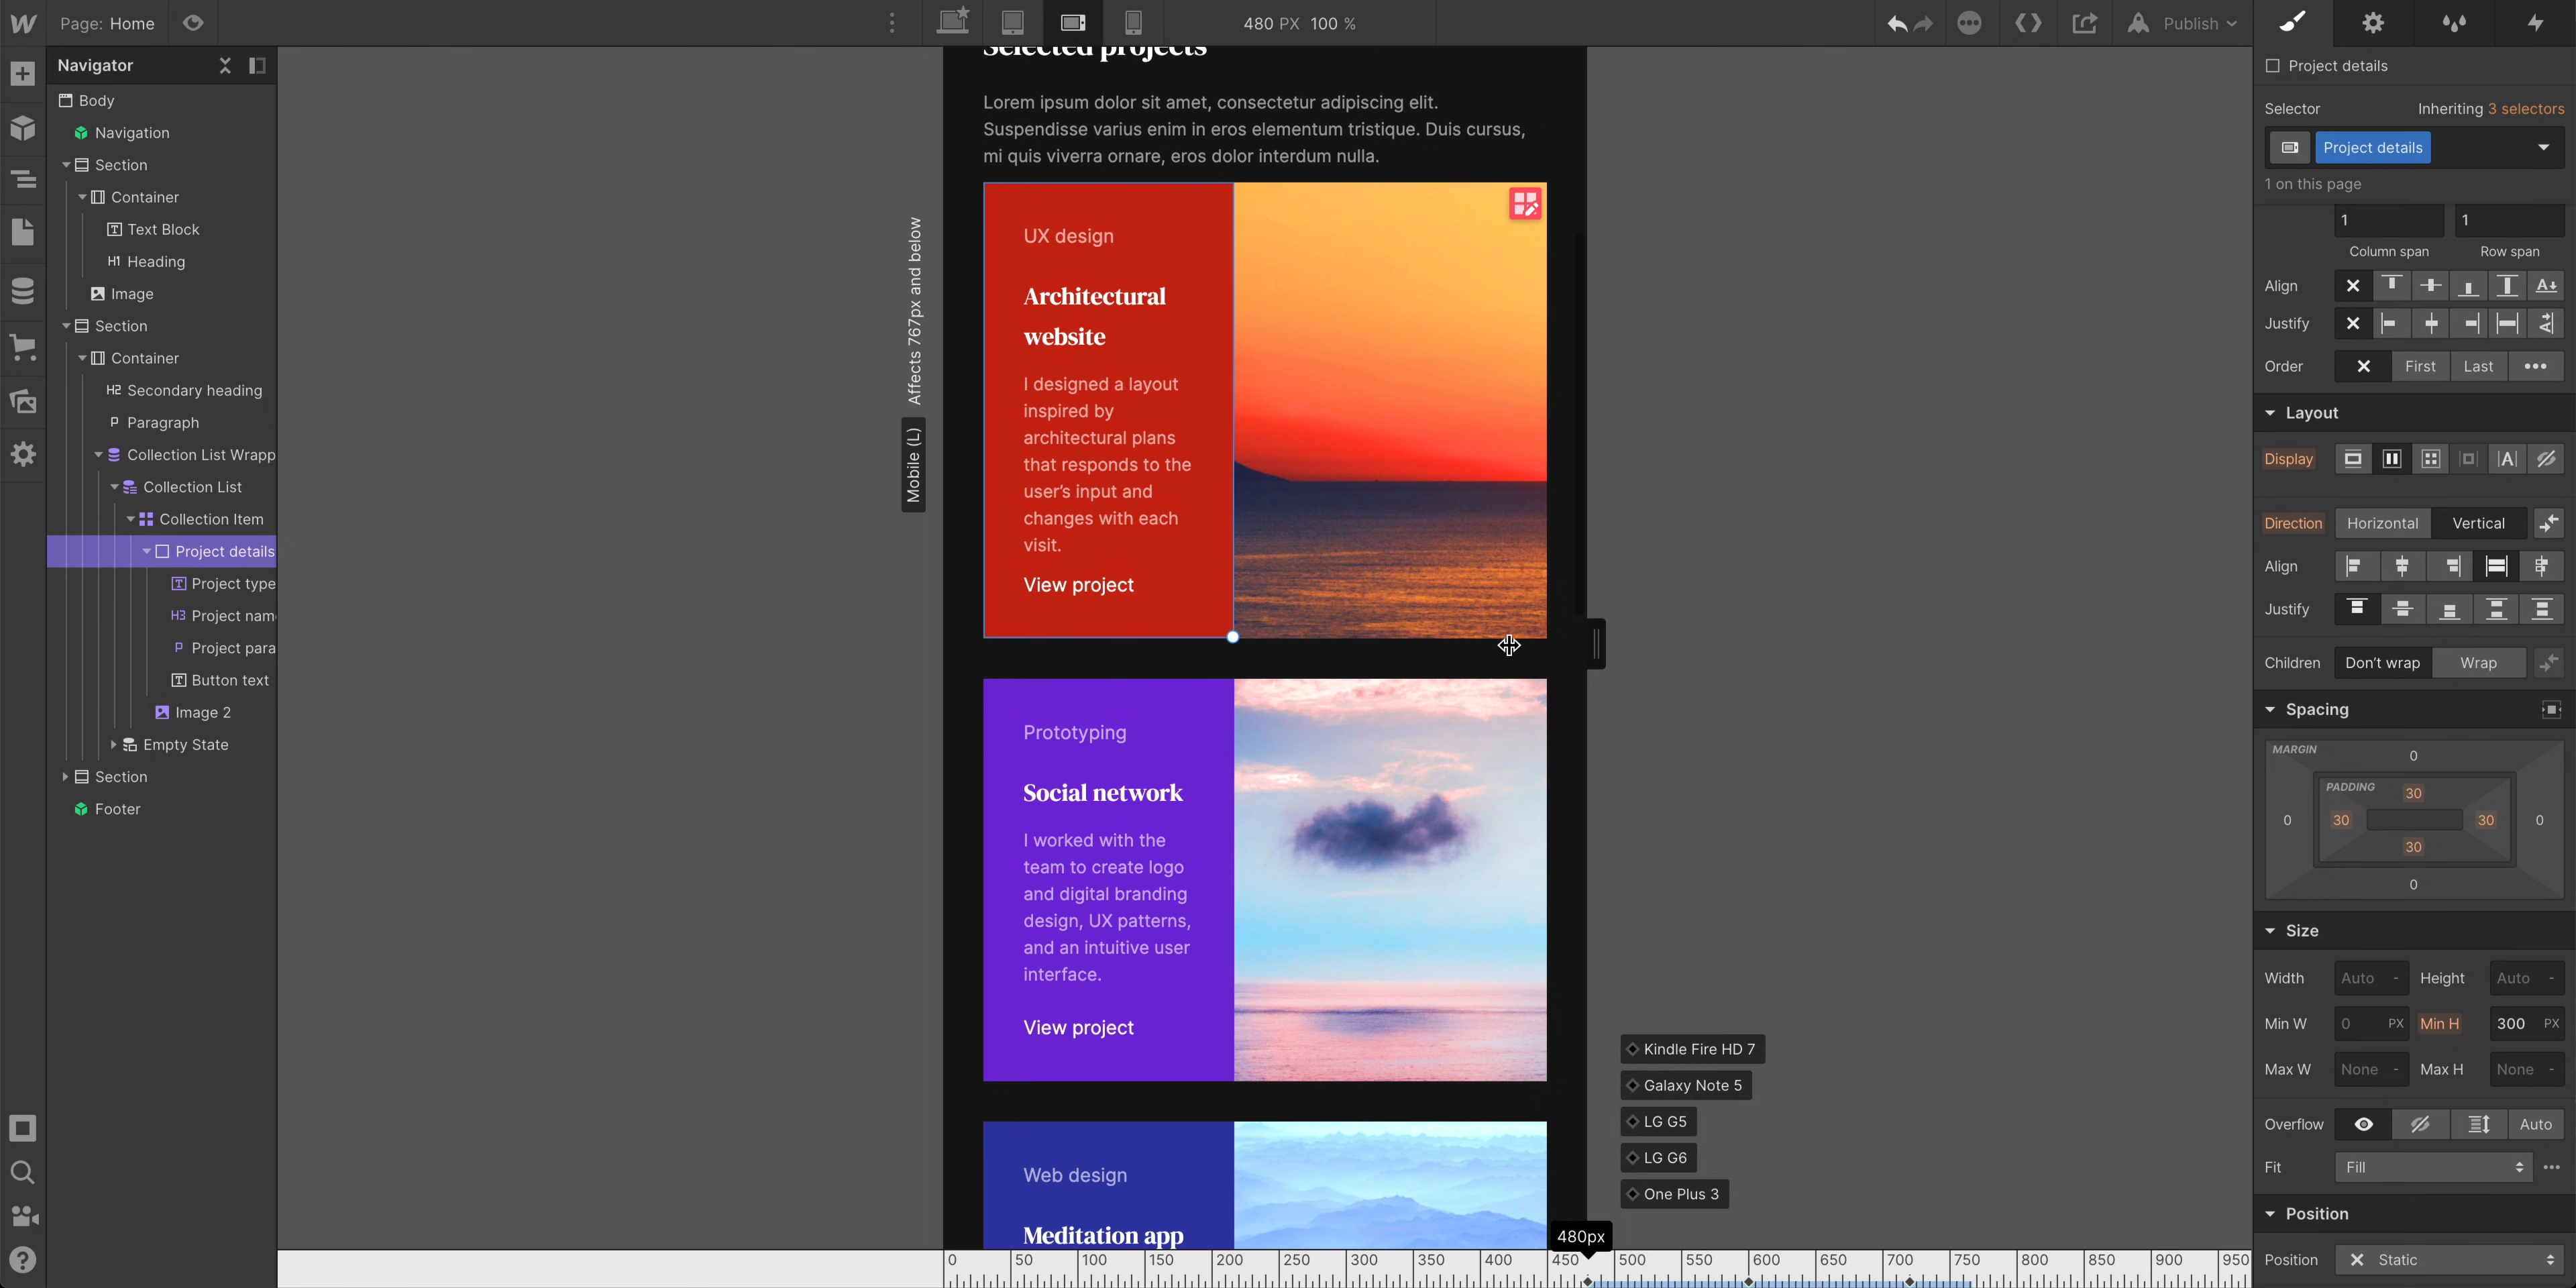 Page: Home
480 PX 100 %
Publish
Navigator
Body
Navigation
Section
Container
Text Block
H1 Heading
Image
Section
Container
H2 Secondary heading
P Paragraph
Collection List Wrapp
Collection List
Collection Item
Project details
Project type
H3 Project nam
P Project para
Button text
Image 2
Empty State
Section
Footer
Affects 767px and below
Mobile (L)
Selected projects
Lorem ipsum dolor sit amet, consectetur adipiscing elit.
Suspendisse varius enim in eros elementum tristique. Duis cursus,
mi quis viverra ornare, eros dolor interdum nulla.
UX design
Architectural
website
I designed a layout
inspired by
architectural plans
that responds to the
user's input and
changes with each
visit.
View project
Prototyping
Social network
I worked with the
team to create logo
and digital branding
design, UX patterns,
and an intuitive user
interface.
View project
Web design
Meditation app
Kindle Fire HD 7
Galaxy Note 5
LG G5
LG G6
One Plus 3
480px
0 50 100 150 200 250 300 350 400 450 500 550 600 650 700 750 800 850 900 950
Project details
Selector Inheriting 3 selectors
Project details
1 on this page
1 1
Column span Row span
Align
Justify
Order First Last
Layout
Display
Direction Horizontal Vertical
Align
Justify
Children Don't wrap Wrap
Spacing
MARGIN
0
PADDING
30
0 30 30 0
30
0
Size
Width Auto - Height Auto -
Min W 0 PX Min H 300 PX
Max W None - Max H None -
Overflow Auto
Fit Fill
Position
Position Static